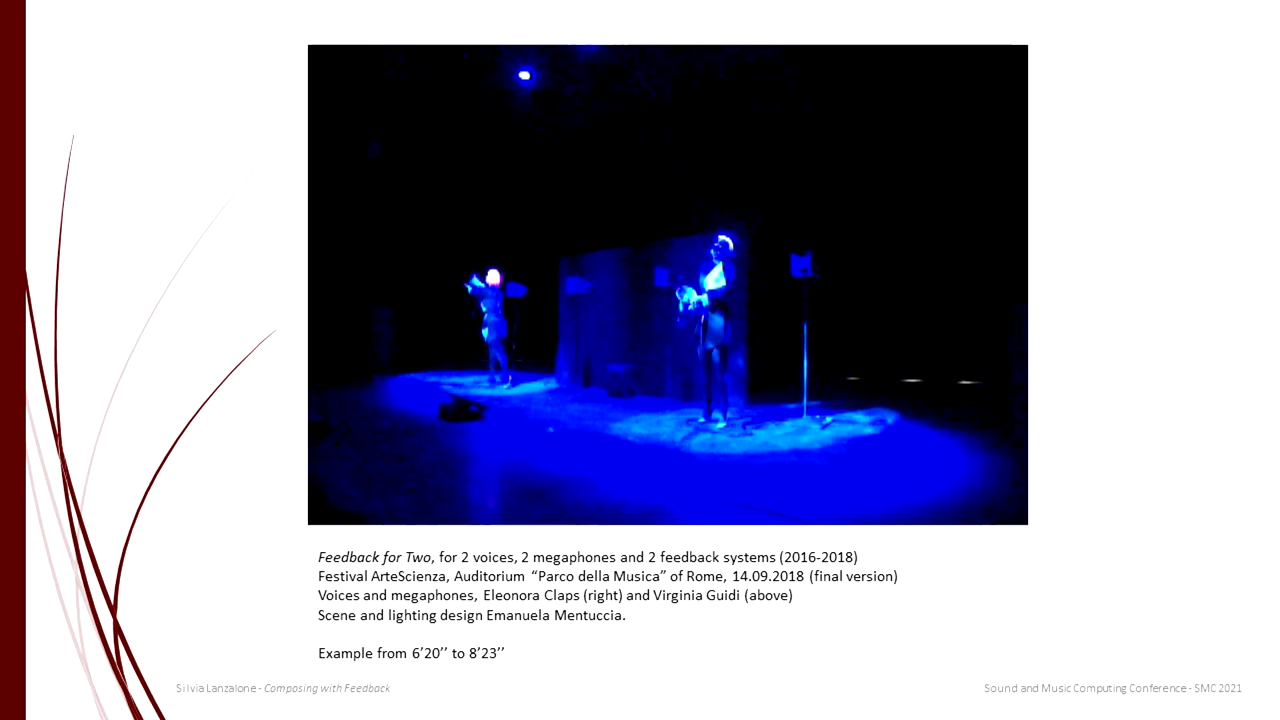 Feedback for Two, for 2 voices, 2 megaphones and 2 feedback systems (2016-2018)
Festival ArteScienza, Auditorium “Parco della Musica” of Rome, 14.09.2018 (final version)
Voices and megaphones, Eleonora Claps (right) and Virginia Guidi (above)
Scene and lighting design Emanuela Mentuccia.
Example from 6’20’’ to 8’23’’
Silvia Lanzalone - Composing with Feedback
Sound and Music Computing Conference - SMC 2021